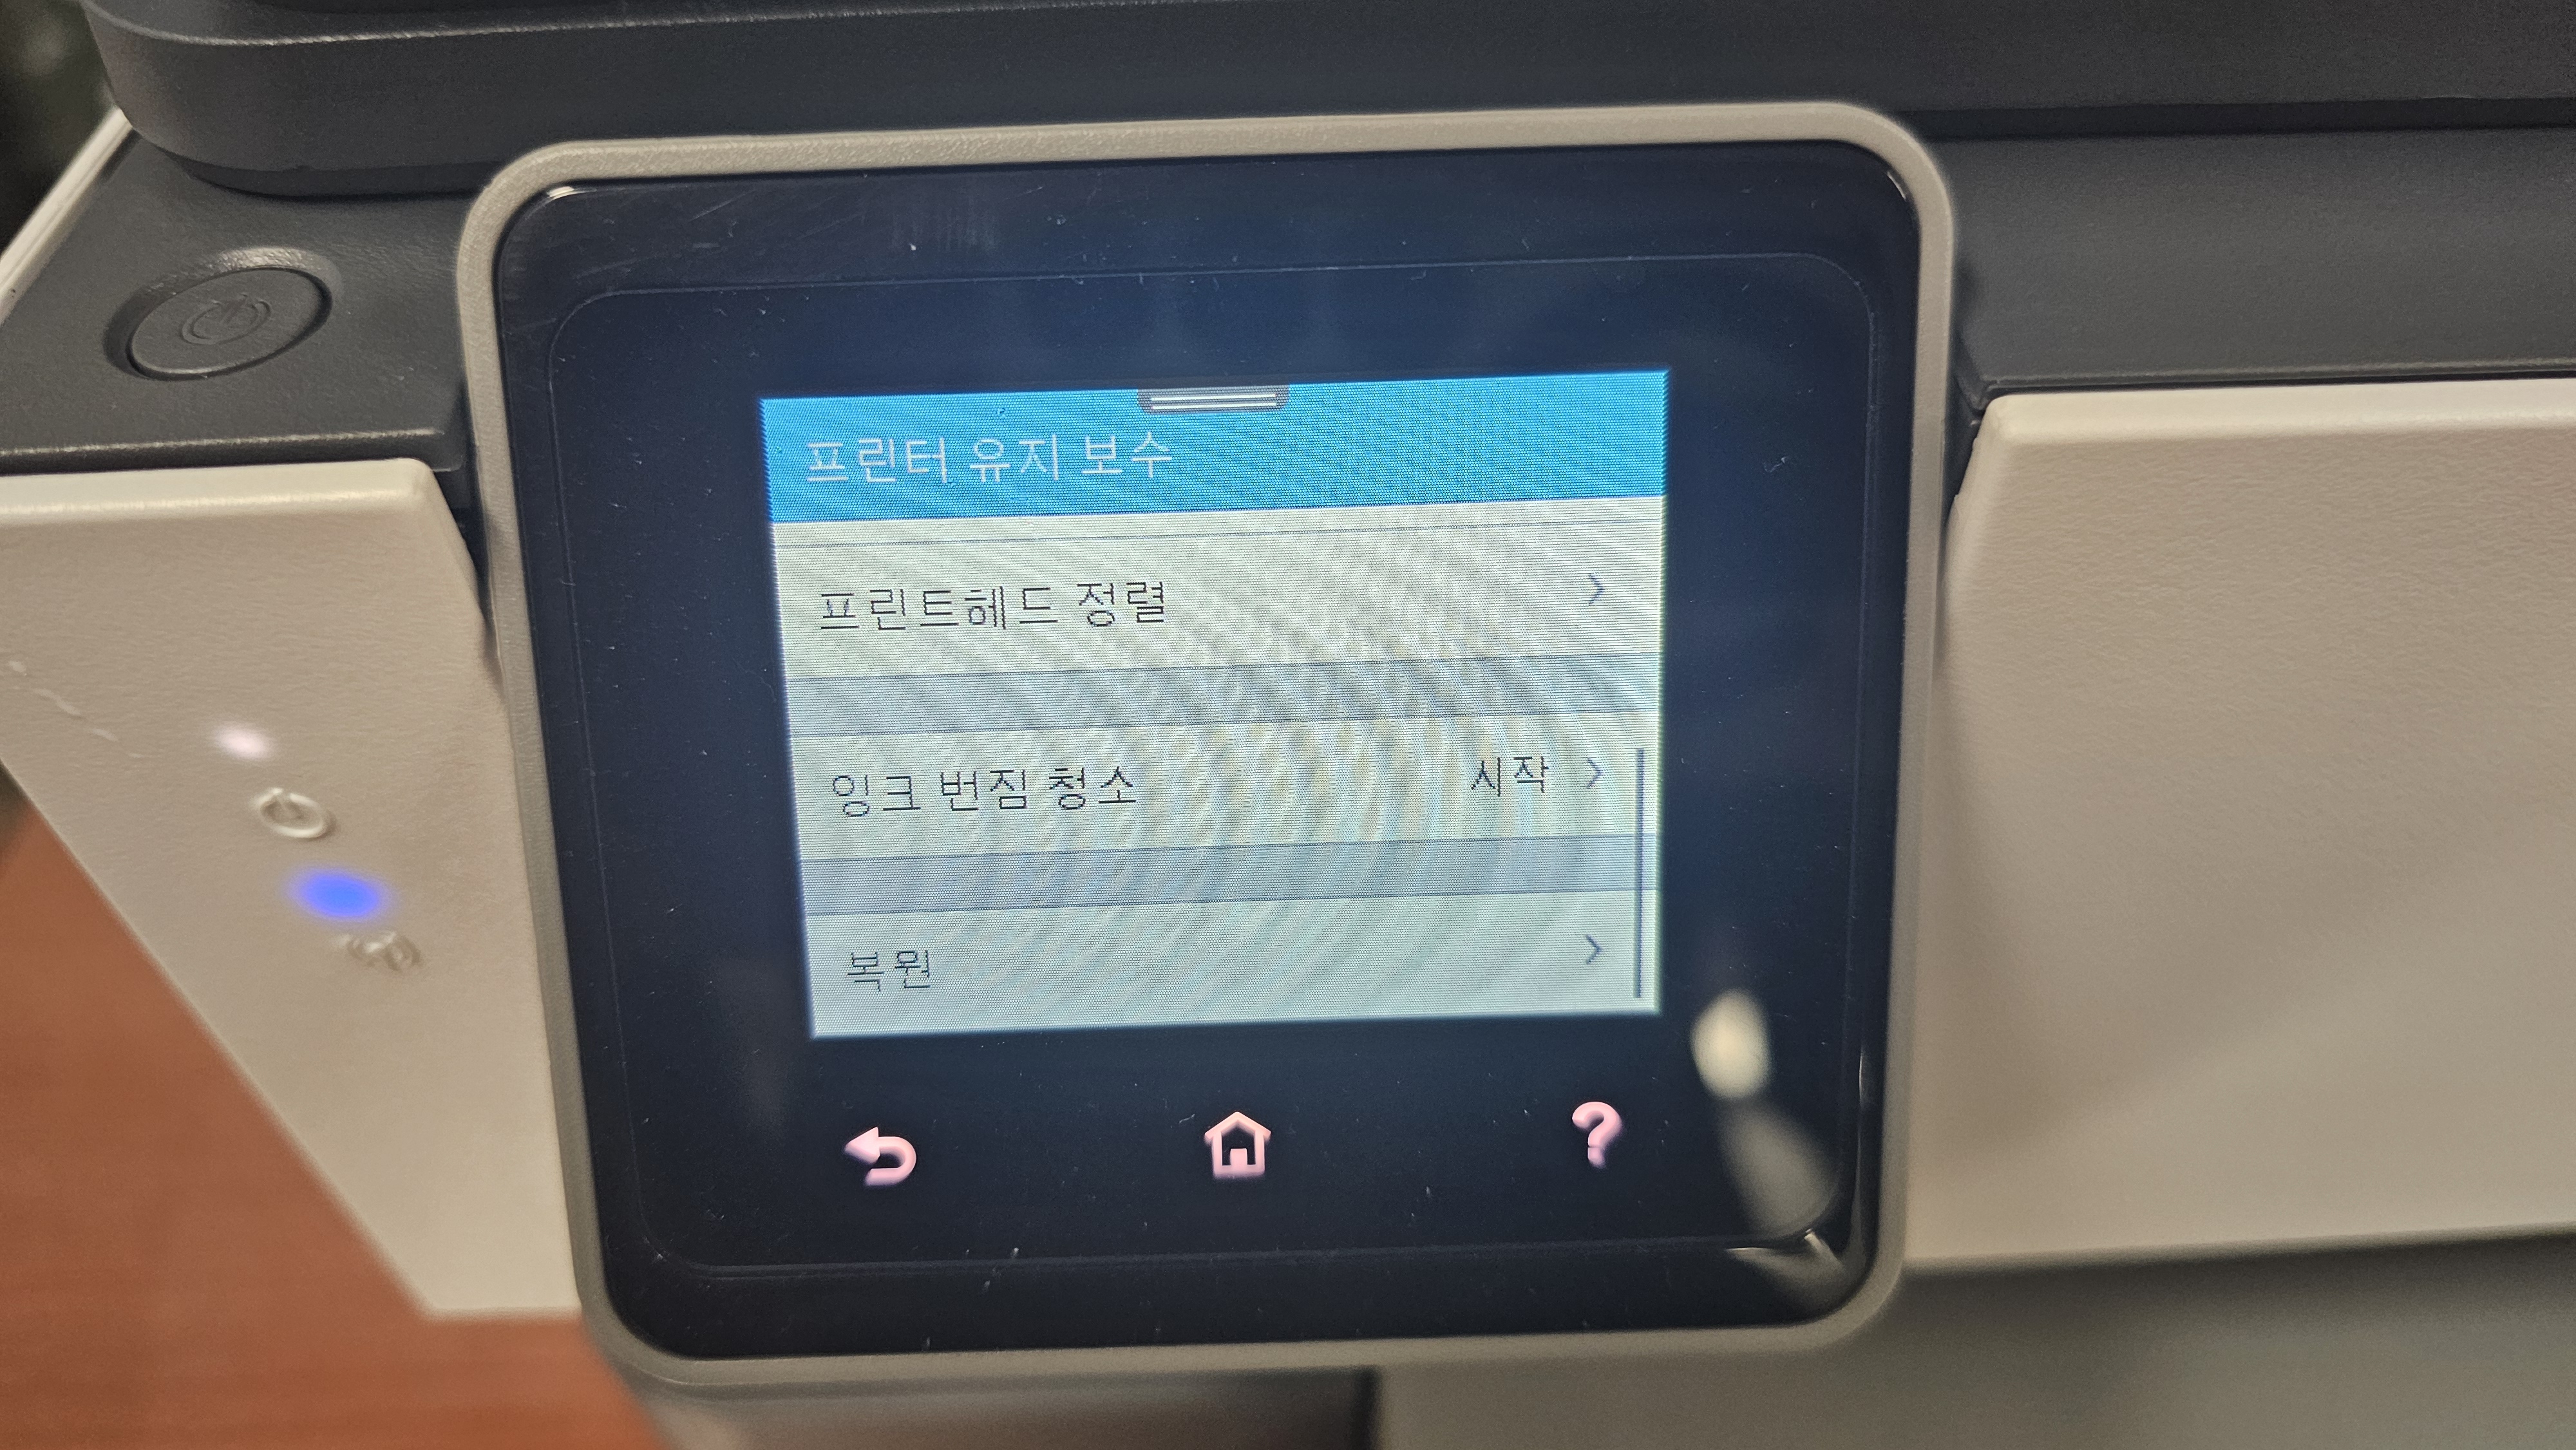 프린터 유지 보수
프린트헤드 정렬
잉크 번짐 청소 시작
복원